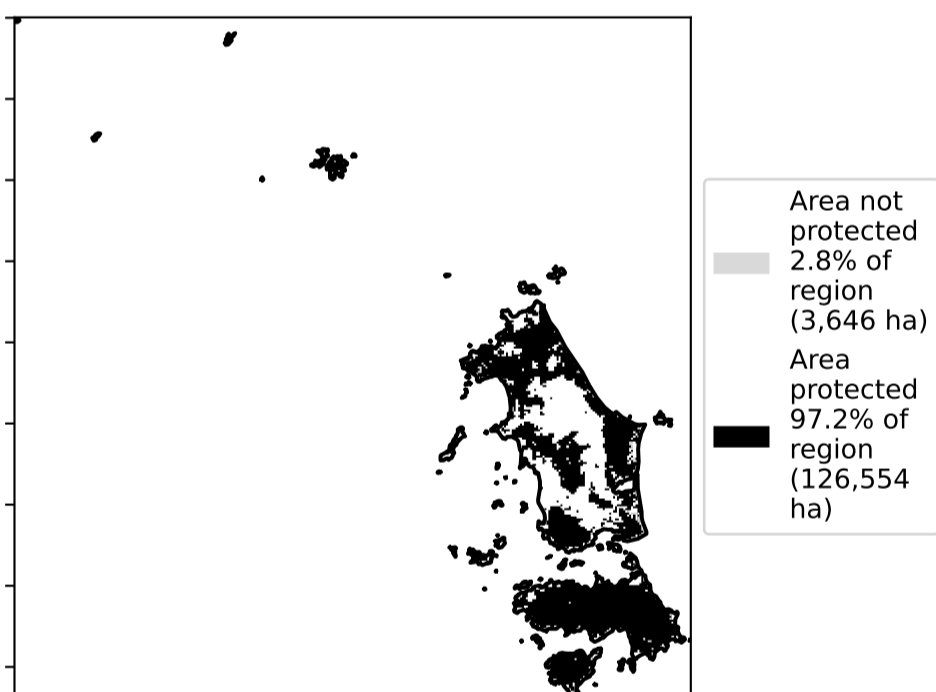 Area not
protected
2.8% of
region
(3,646 ha)
Area
protected
97.2% of
region
(126,554
ha)